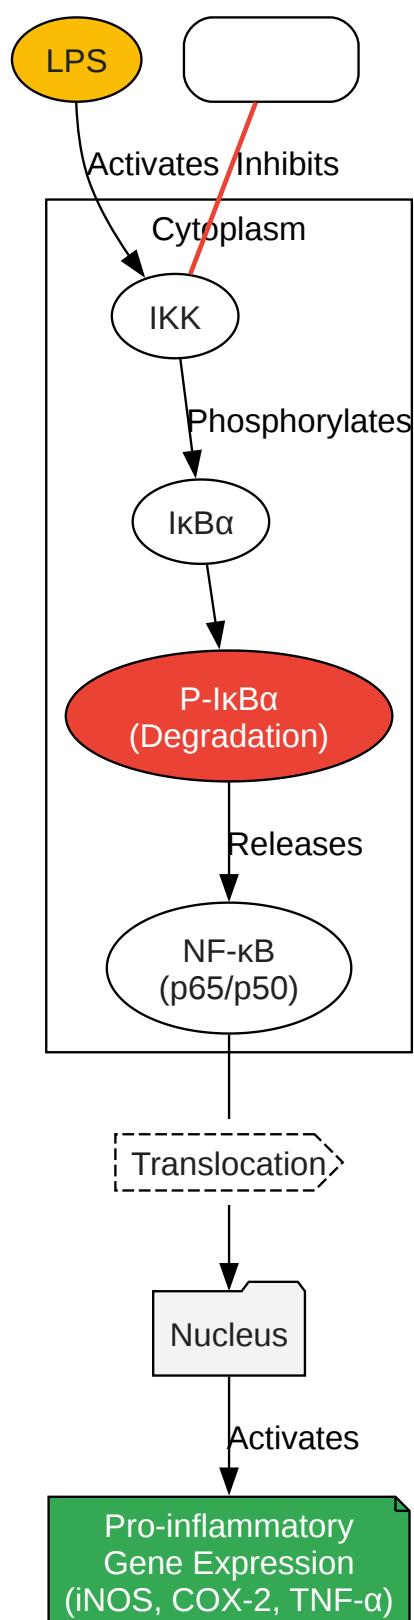 LPS
Activates
Inhibits
Cytoplasm
IKK
Phosphorylates
IκBα
P-IκBα
(Degradation)
Releases
NF-κB
(p65/p50)
Translocation
Nucleus
Activates
Pro-inflammatory
Gene Expression
(iNOS, COX-2, TNF-α)